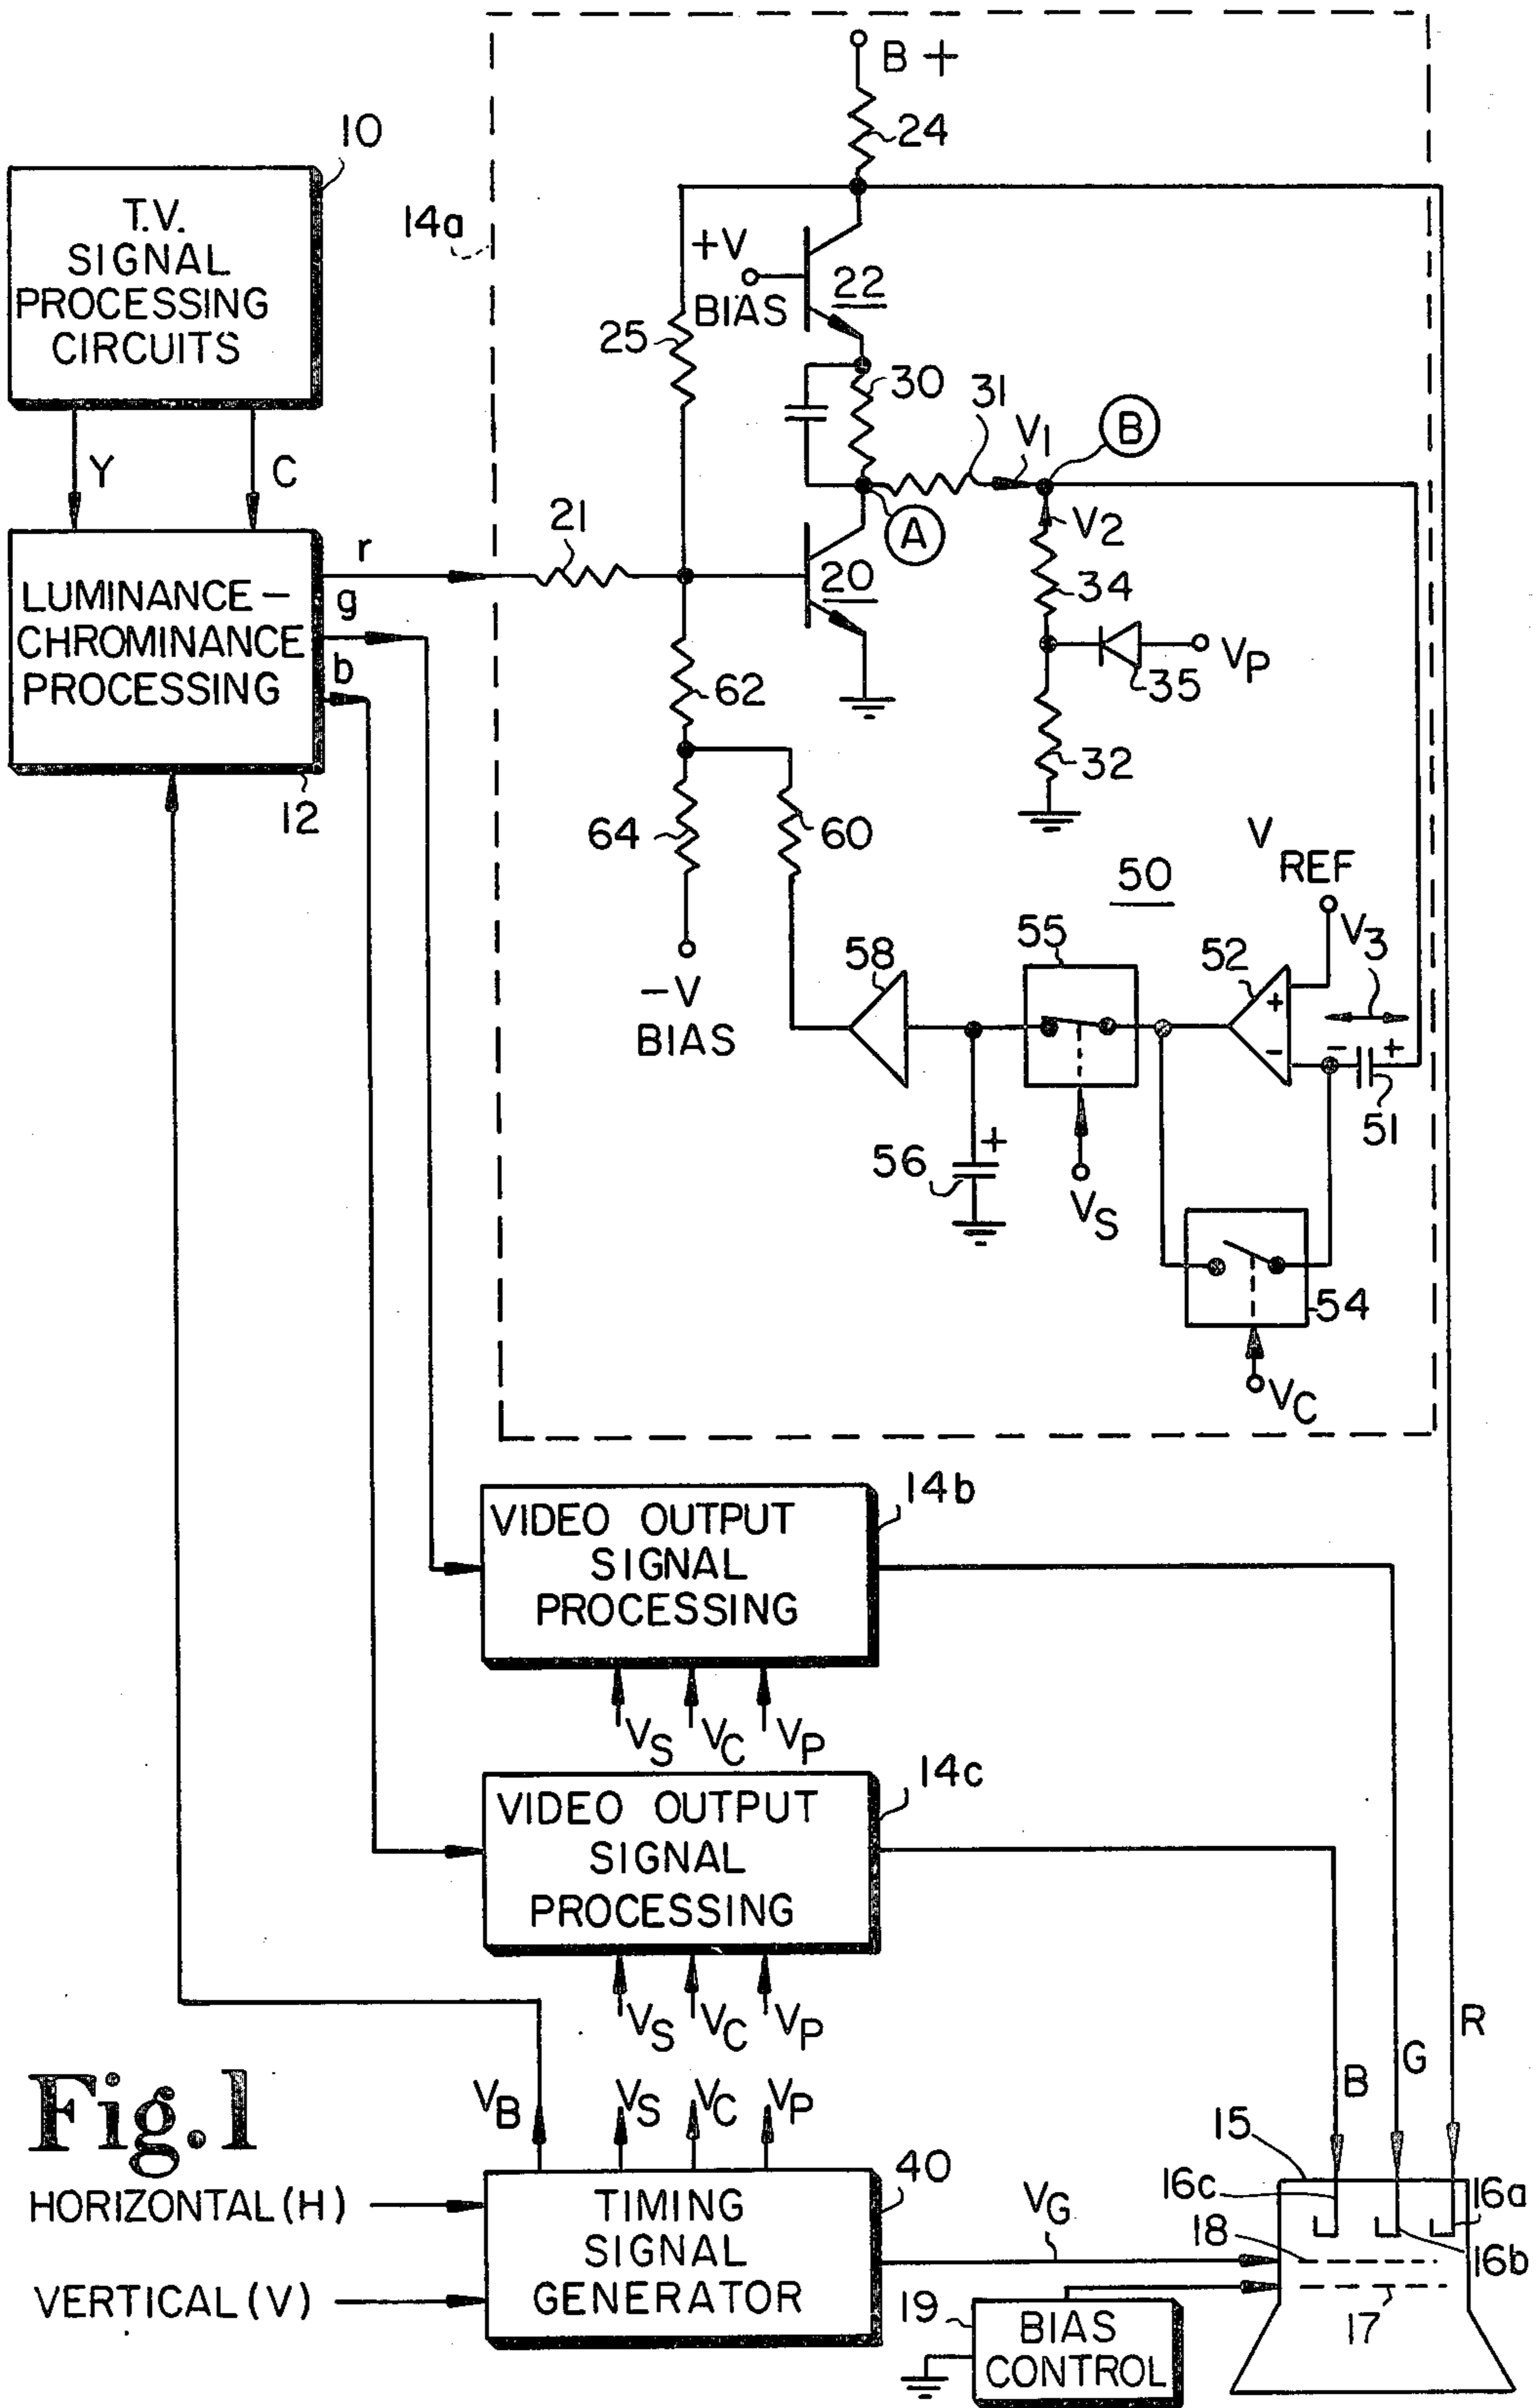 B+
24
10
T.V.
SIGNAL
PROCESSING
CIRCUITS
14a
+V
BIAS
22
25
30
31
V1
B
Y
C
A
V2
21
r
20
34
LUMINANCE-
CHROMINANCE
PROCESSING
g
b
VP
35
62
32
12
64
60
V
REF
50
V3
55
52
58
-V
BIAS
+
-
-
+
51
56
+
VS
54
VC
14b
VIDEO OUTPUT
SIGNAL
PROCESSING
VS
VC
VP
14c
VIDEO OUTPUT
SIGNAL
PROCESSING
VS
VC
VP
R
G
B
Fig.1
VB
VS
VC
VP
15
40
HORIZONTAL (H)
VERTICAL (V)
TIMING
SIGNAL
GENERATOR
VG
16c
16a
18
16b
19
17
BIAS
CONTROL